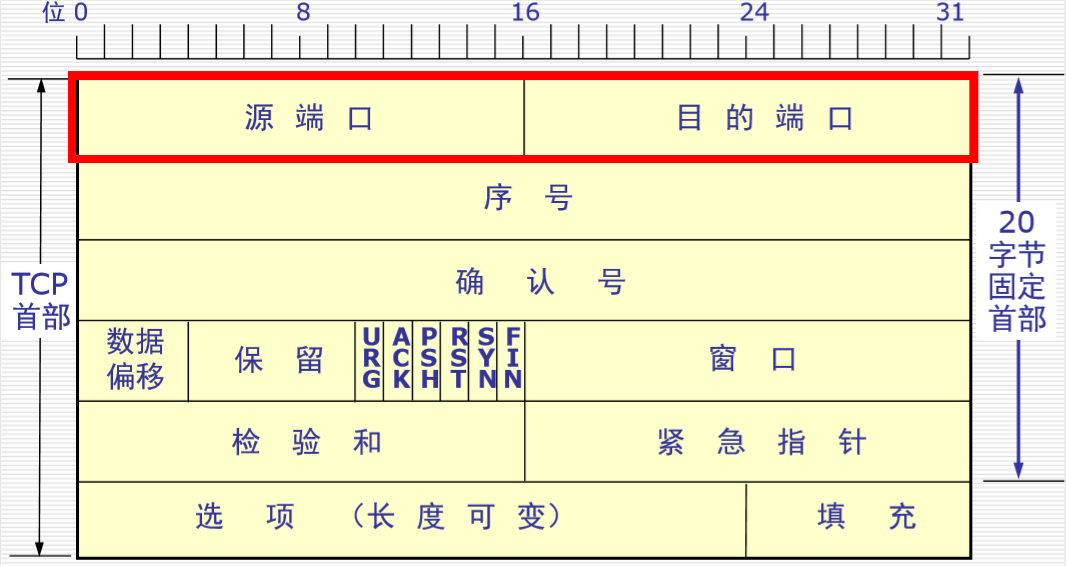 位 0 8 16 24 31
源 端 口 目 的 端 口
序 号
确 认 号
数据
偏移
保 留
URG
ACK
PSH
RST
SYN
FIN
窗 口
检 验 和 紧 急 指 针
选 项 （长 度 可 变） 填 充
TCP
首部
20
字节
固定
首部